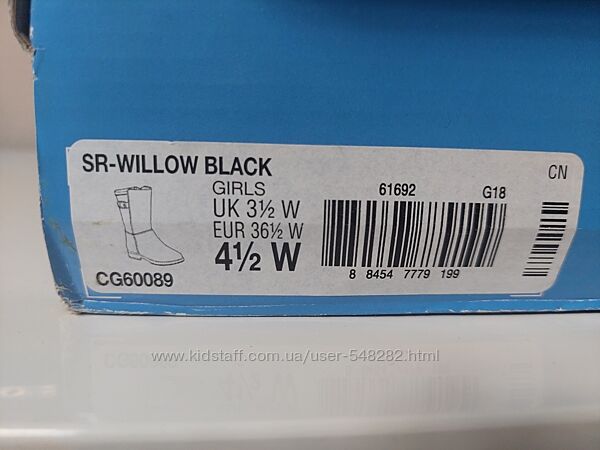 SR-WILLOW BLACK
CN
GIRLS
61692 G18
UK 3½ W
EUR 36½ W
4½ W
CG60089
8 84547 7779 199
www.kidstaff.com.ua/user-548282.html